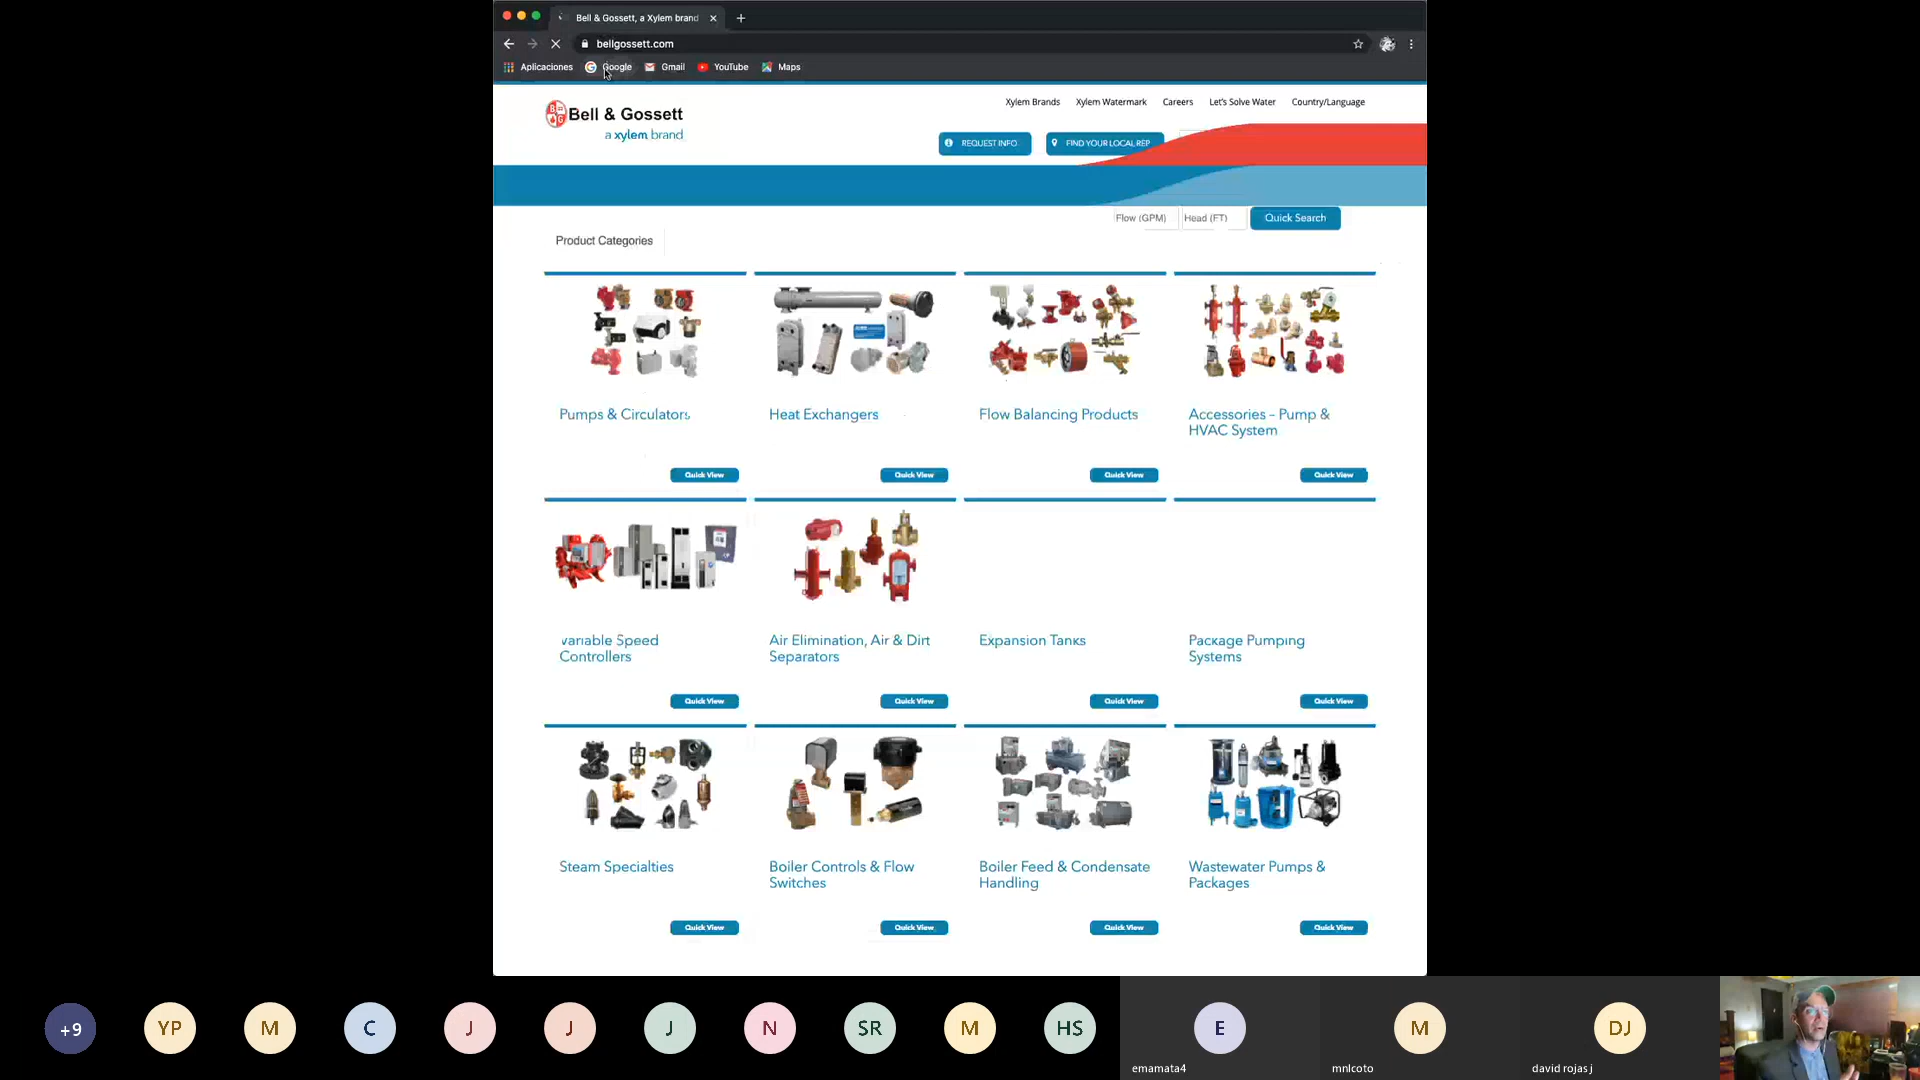 Bell & Gossett, a Xylem brand
bellgossett.com
Aplicaciones Google Gmail YouTube Maps
Bell & Gossett
a xylem brand
Xylem Brands Xylem Watermark Careers Let's Solve Water Country/Language
REQUEST INFO FIND YOUR LOCAL REP
Flow (GPM) Head (FT) Quick Search
Product Categories
Pumps & Circulators
Heat Exchangers
Flow Balancing Products
Accessories – Pump &
HVAC System
Quick View Quick View Quick View Quick View
Variable Speed
Controllers
Air Elimination, Air & Dirt
Separators
Expansion Tanks
Package Pumping
Systems
Quick View Quick View Quick View Quick View
Steam Specialties
Boiler Controls & Flow
Switches
Boiler Feed & Condensate
Handling
Wastewater Pumps &
Packages
Quick View Quick View Quick View Quick View
+9 YP M C J J J N SR M HS E M DJ
emamata4 mnlcoto david rojas j